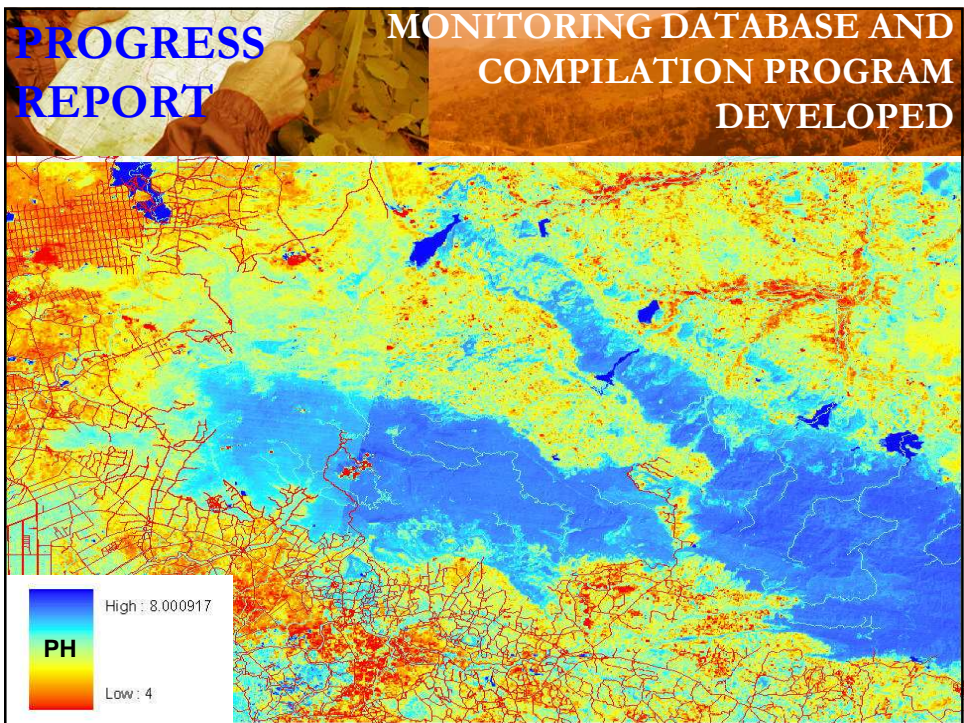 PROGRESS
REPORT
MONITORING DATABASE AND
COMPILATION PROGRAM
DEVELOPED
High : 8.000917
PH
Low : 4